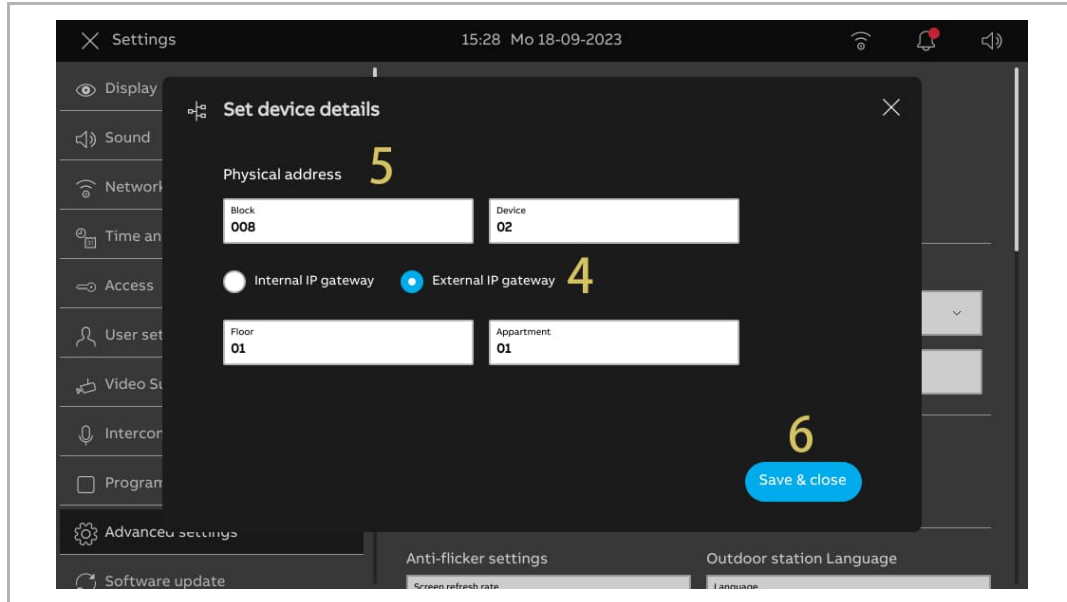 Settings 15:28 Mo 18-09-2023
Display
Set device details
Sound
Physical address 5
Network
Block
008
Device
02
Time an
Internal IP gateway External IP gateway 4
Access
User set
Floor
01
Appartment
01
Video Su
Intercom
6
Program
Save & close
Advanced settings
Anti-flicker settings Outdoor station Language
Software update
Screen refresh rate Language